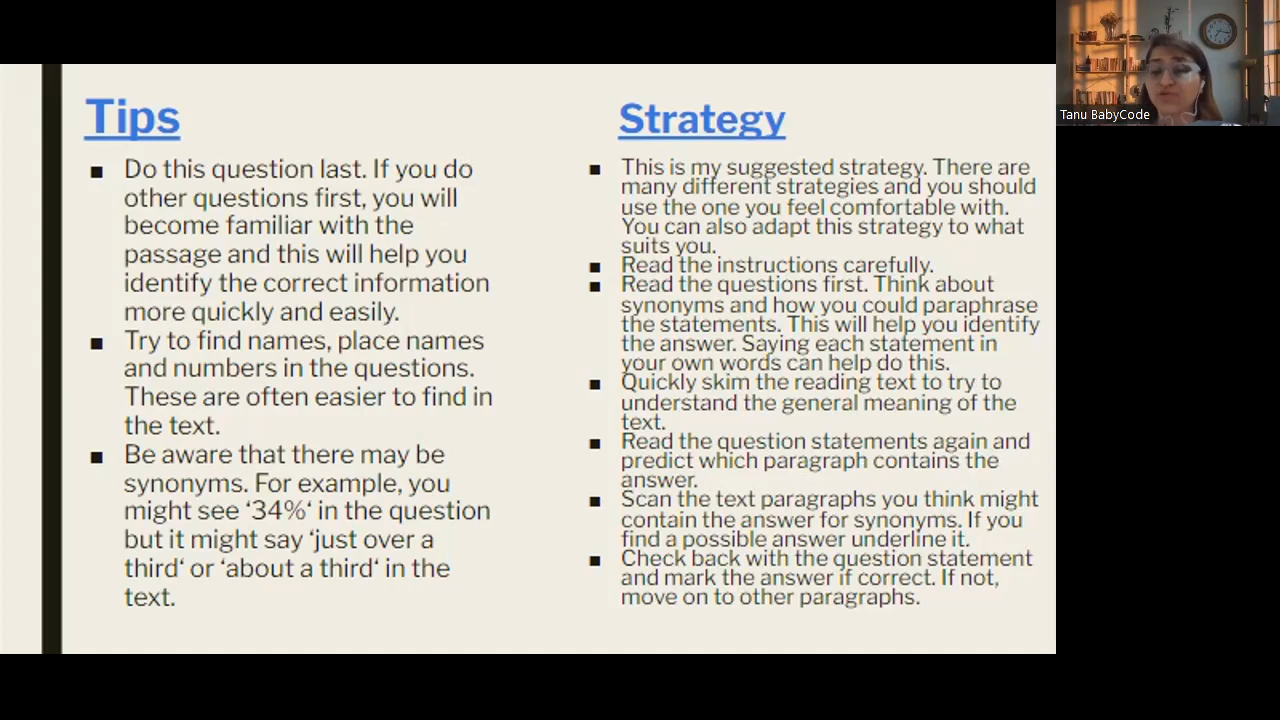 Tips
Do this question last. If you do
other questions first, you will
become familiar with the
passage and this will help you
identify the correct information
more quickly and easily.
Try to find names, place names
and numbers in the questions.
These are often easier to find in
the text.
Be aware that there may be
synonyms. For example, you
might see ‘34%‘ in the question
but it might say ‘just over a
third‘ or ‘about a third‘ in the
text.
Strategy
This is my suggested strategy. There are
many different strategies and you should
use the one you feel comfortable with.
You can also adapt this strategy to what
suits you.
Read the instructions carefully.
Read the questions first. Think about
synonyms and how you could paraphrase
the statements. This will help you identify
the answer. Saying each statement in
your own words can help do this.
Quickly skim the reading text to try to
understand the general meaning of the
text.
Read the question statements again and
predict which paragraph contains the
answer.
Scan the text paragraphs you think might
contain the answer for synonyms. If you
find a possible answer underline it.
Check back with the question statement
and mark the answer if correct. If not,
move on to other paragraphs.
Tanu BabyCode